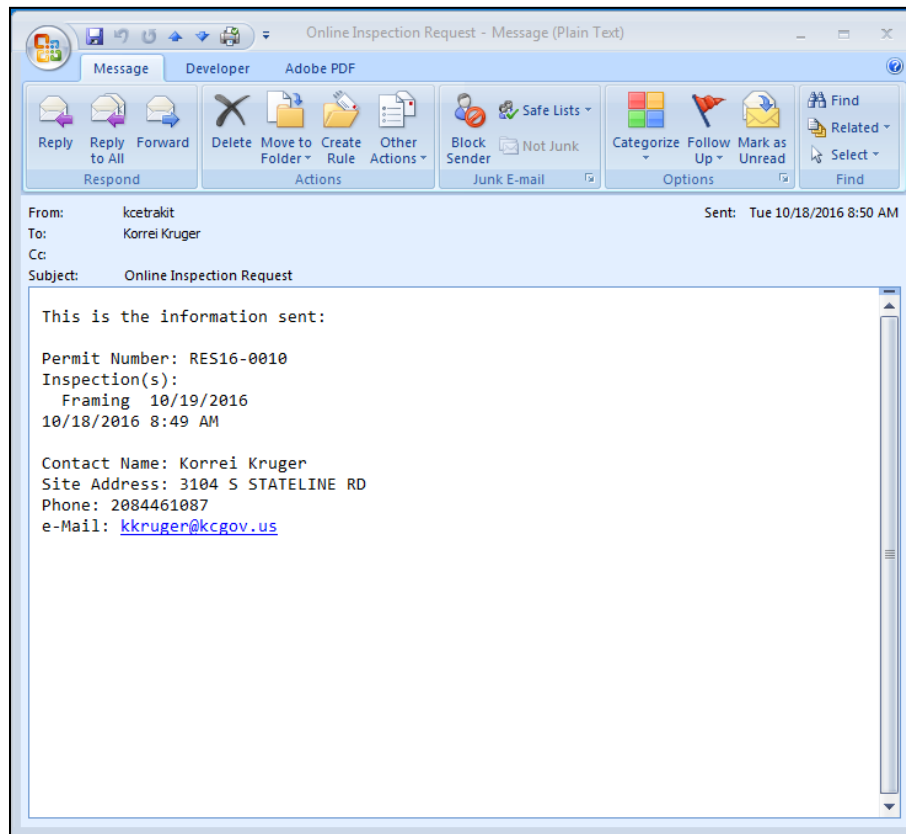 Online Inspection Request - Message (Plain Text)
Message Developer Adobe PDF
Reply Reply to All Forward Delete Move to Folder Create Rule Other Actions Block Sender Safe Lists Not Junk Categorize Follow Up Mark as Unread Find Related Select
Respond Actions Junk E-mail Options Find
From: kcetrakit Sent: Tue 10/18/2016 8:50 AM
To: Korrei Kruger
Cc:
Subject: Online Inspection Request
This is the information sent:
Permit Number: RES16-0010
Inspection(s):
Framing 10/19/2016
10/18/2016 8:49 AM
Contact Name: Korrei Kruger
Site Address: 3104 S STATELINE RD
Phone: 2084461087
e-Mail: kkruger@kcgov.us